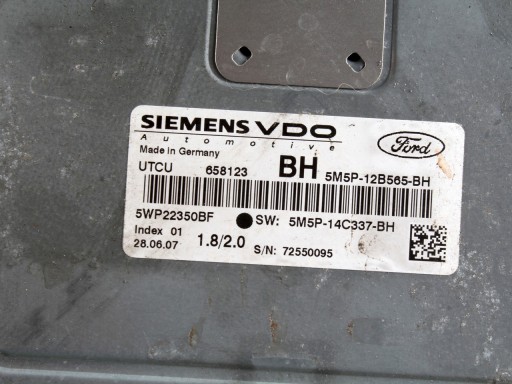 SIEMENS VDO
Automotive
Ford
Made in Germany
UTCU 658123 BH 5M5P-12B565-BH
5WP22350BF SW: 5M5P-14C337-BH
Index 01
28.06.07 1.8/2.0 S/N: 72550095